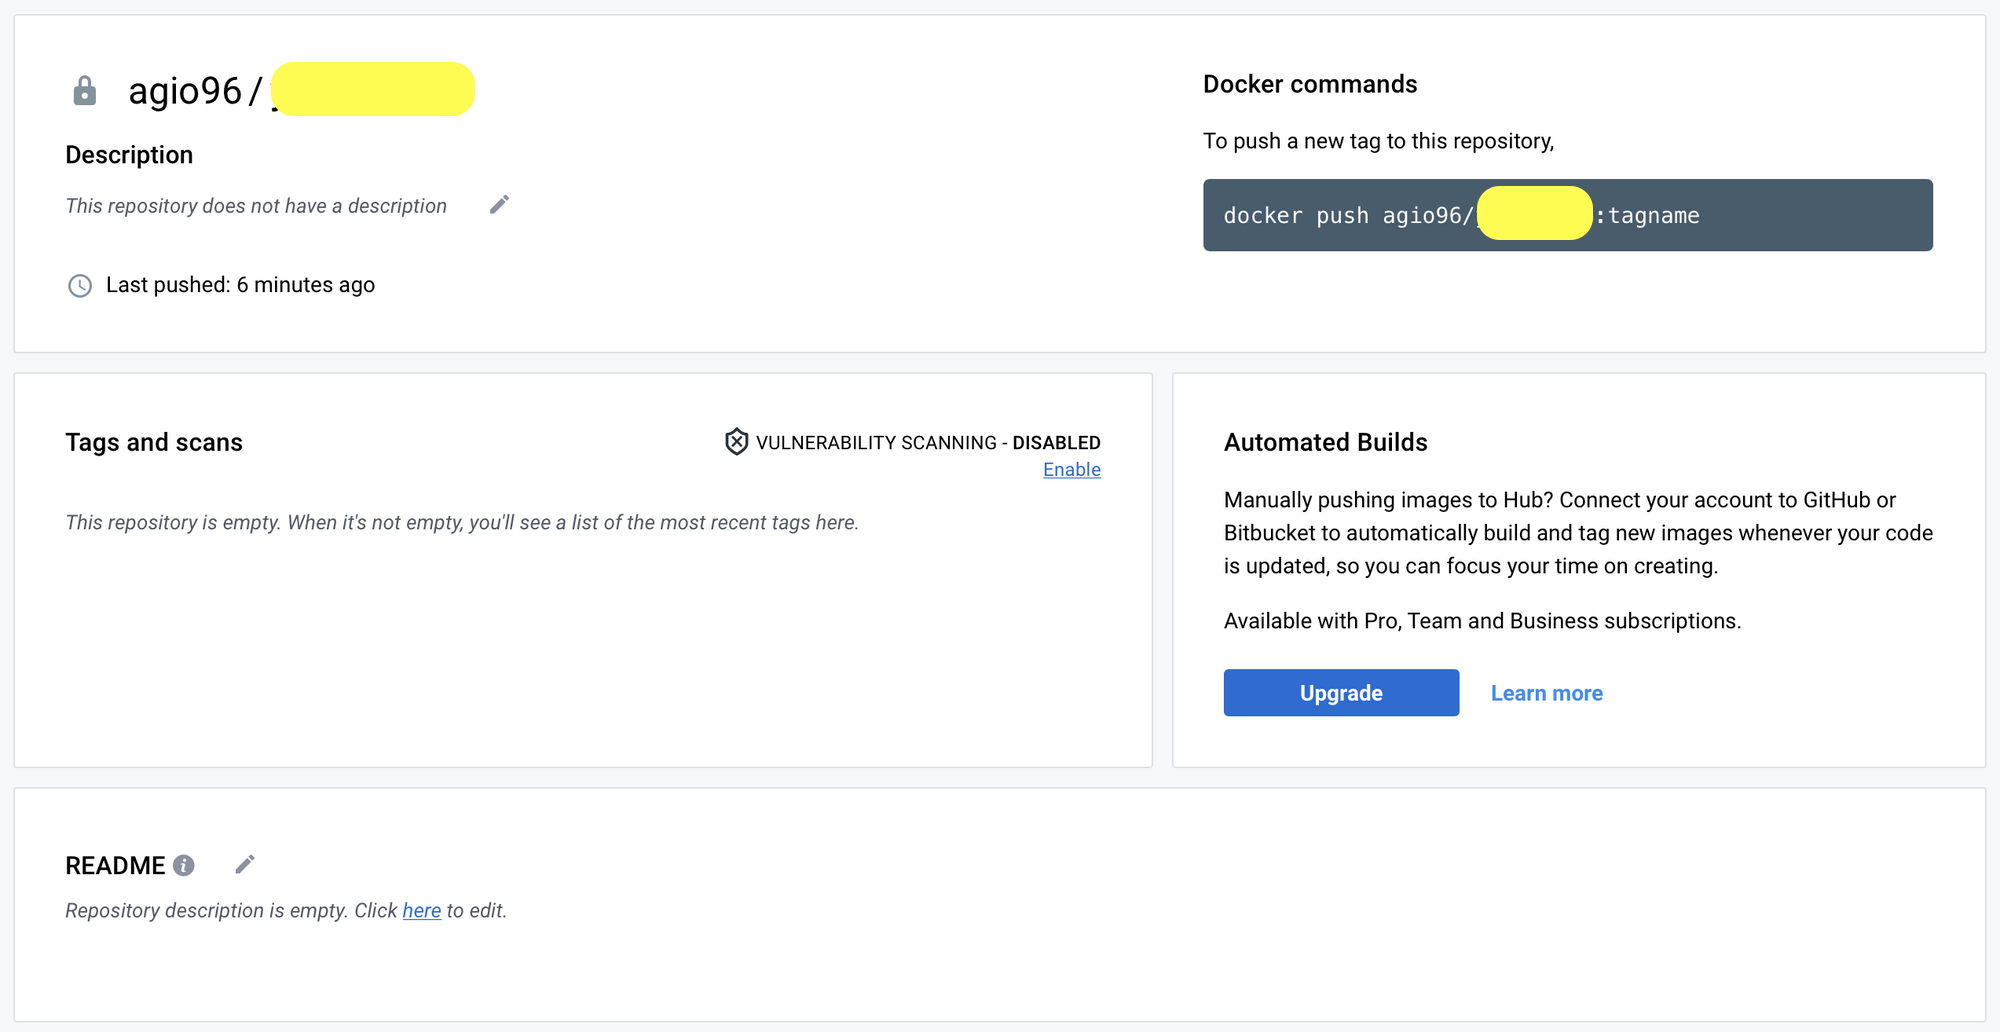 agio96 /
Description
This repository does not have a description
Last pushed: 6 minutes ago
Docker commands
To push a new tag to this repository,
docker push agio96/ :tagname
Tags and scans
VULNERABILITY SCANNING - DISABLED
Enable
This repository is empty. When it's not empty, you'll see a list of the most recent tags here.
Automated Builds
Manually pushing images to Hub? Connect your account to GitHub or
Bitbucket to automatically build and tag new images whenever your code
is updated, so you can focus your time on creating.
Available with Pro, Team and Business subscriptions.
Upgrade
Learn more
README
Repository description is empty. Click here to edit.